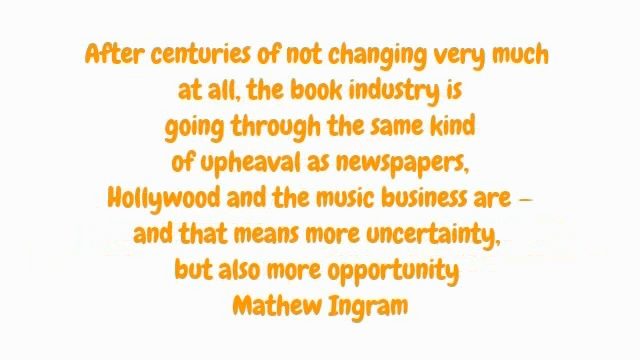 After centuries of not changing very much
at all, the book industry is
going through the same kind
of upheaval as newspapers,
Hollywood and the music business are –
and that means more uncertainty,
but also more opportunity
Mathew Ingram